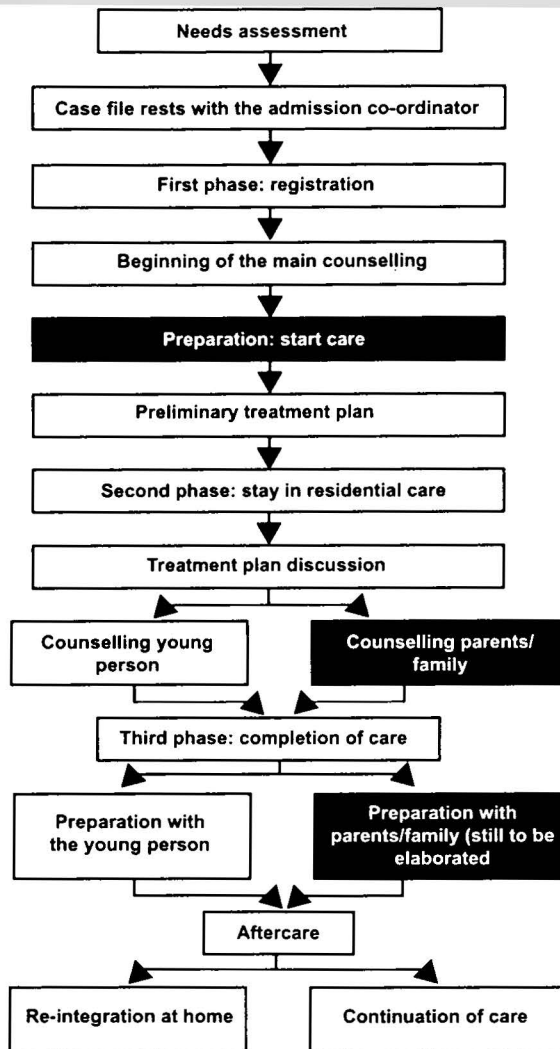 Needs assessment
Case file rests with the admission co-ordinator
First phase: registration
Beginning of the main counselling
Preparation: start care
Preliminary treatment plan
Second phase: stay in residential care
Treatment plan discussion
Counselling young
person
Counselling parents/
family
Third phase: completion of care
Preparation with
the young person
Preparation with
parents/family (still to be
elaborated
Aftercare
Re-integration at home
Continuation of care